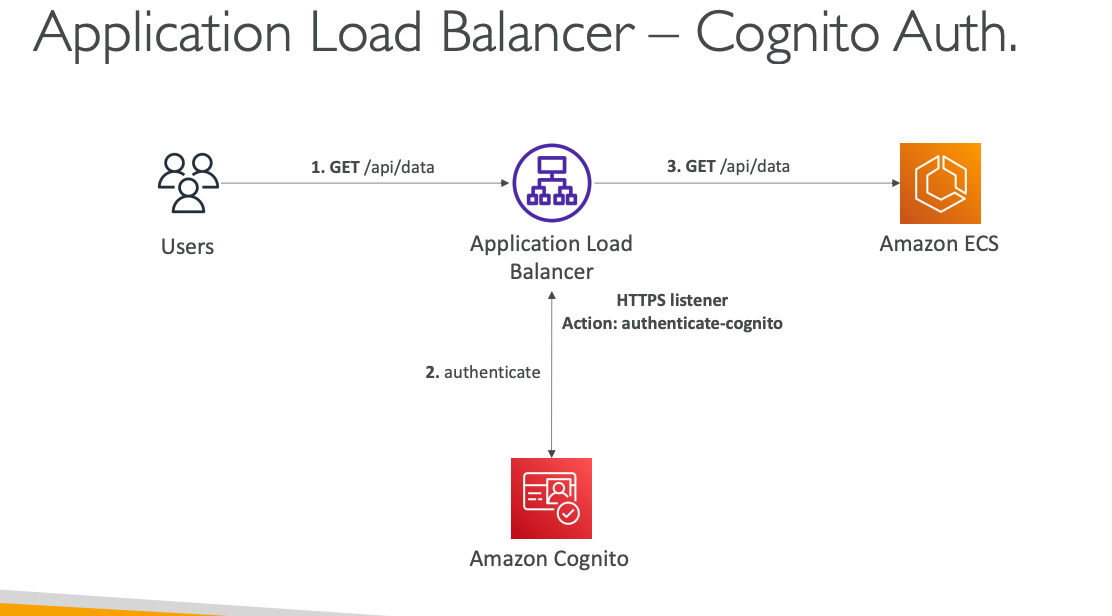 Application Load Balancer – Cognito Auth.
1. GET /api/data
3. GET /api/data
Users
Application Load
Balancer
Amazon ECS
HTTPS listener
Action: authenticate-cognito
2. authenticate
Amazon Cognito